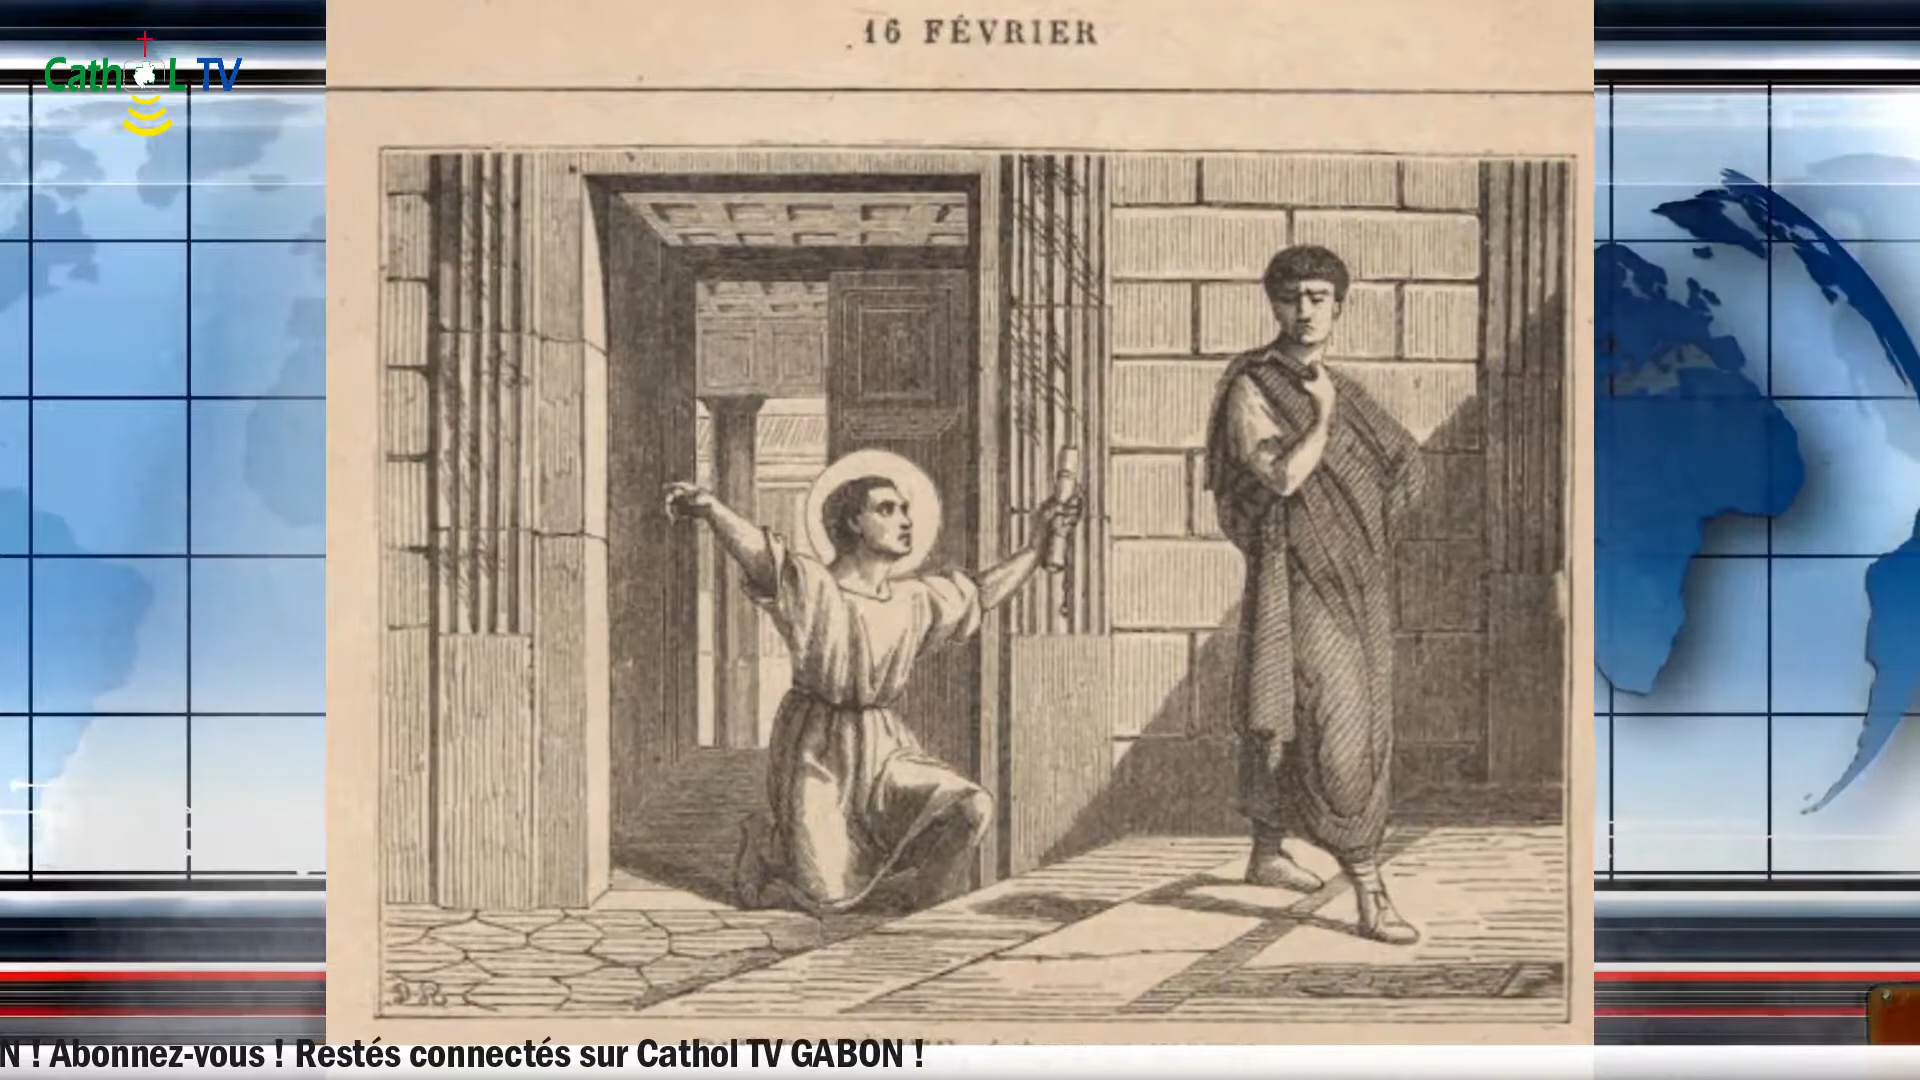 16 FÉVRIER
CathoL TV
D.R.
N ! Abonnez-vous ! Restés connectés sur Cathol TV GABON !